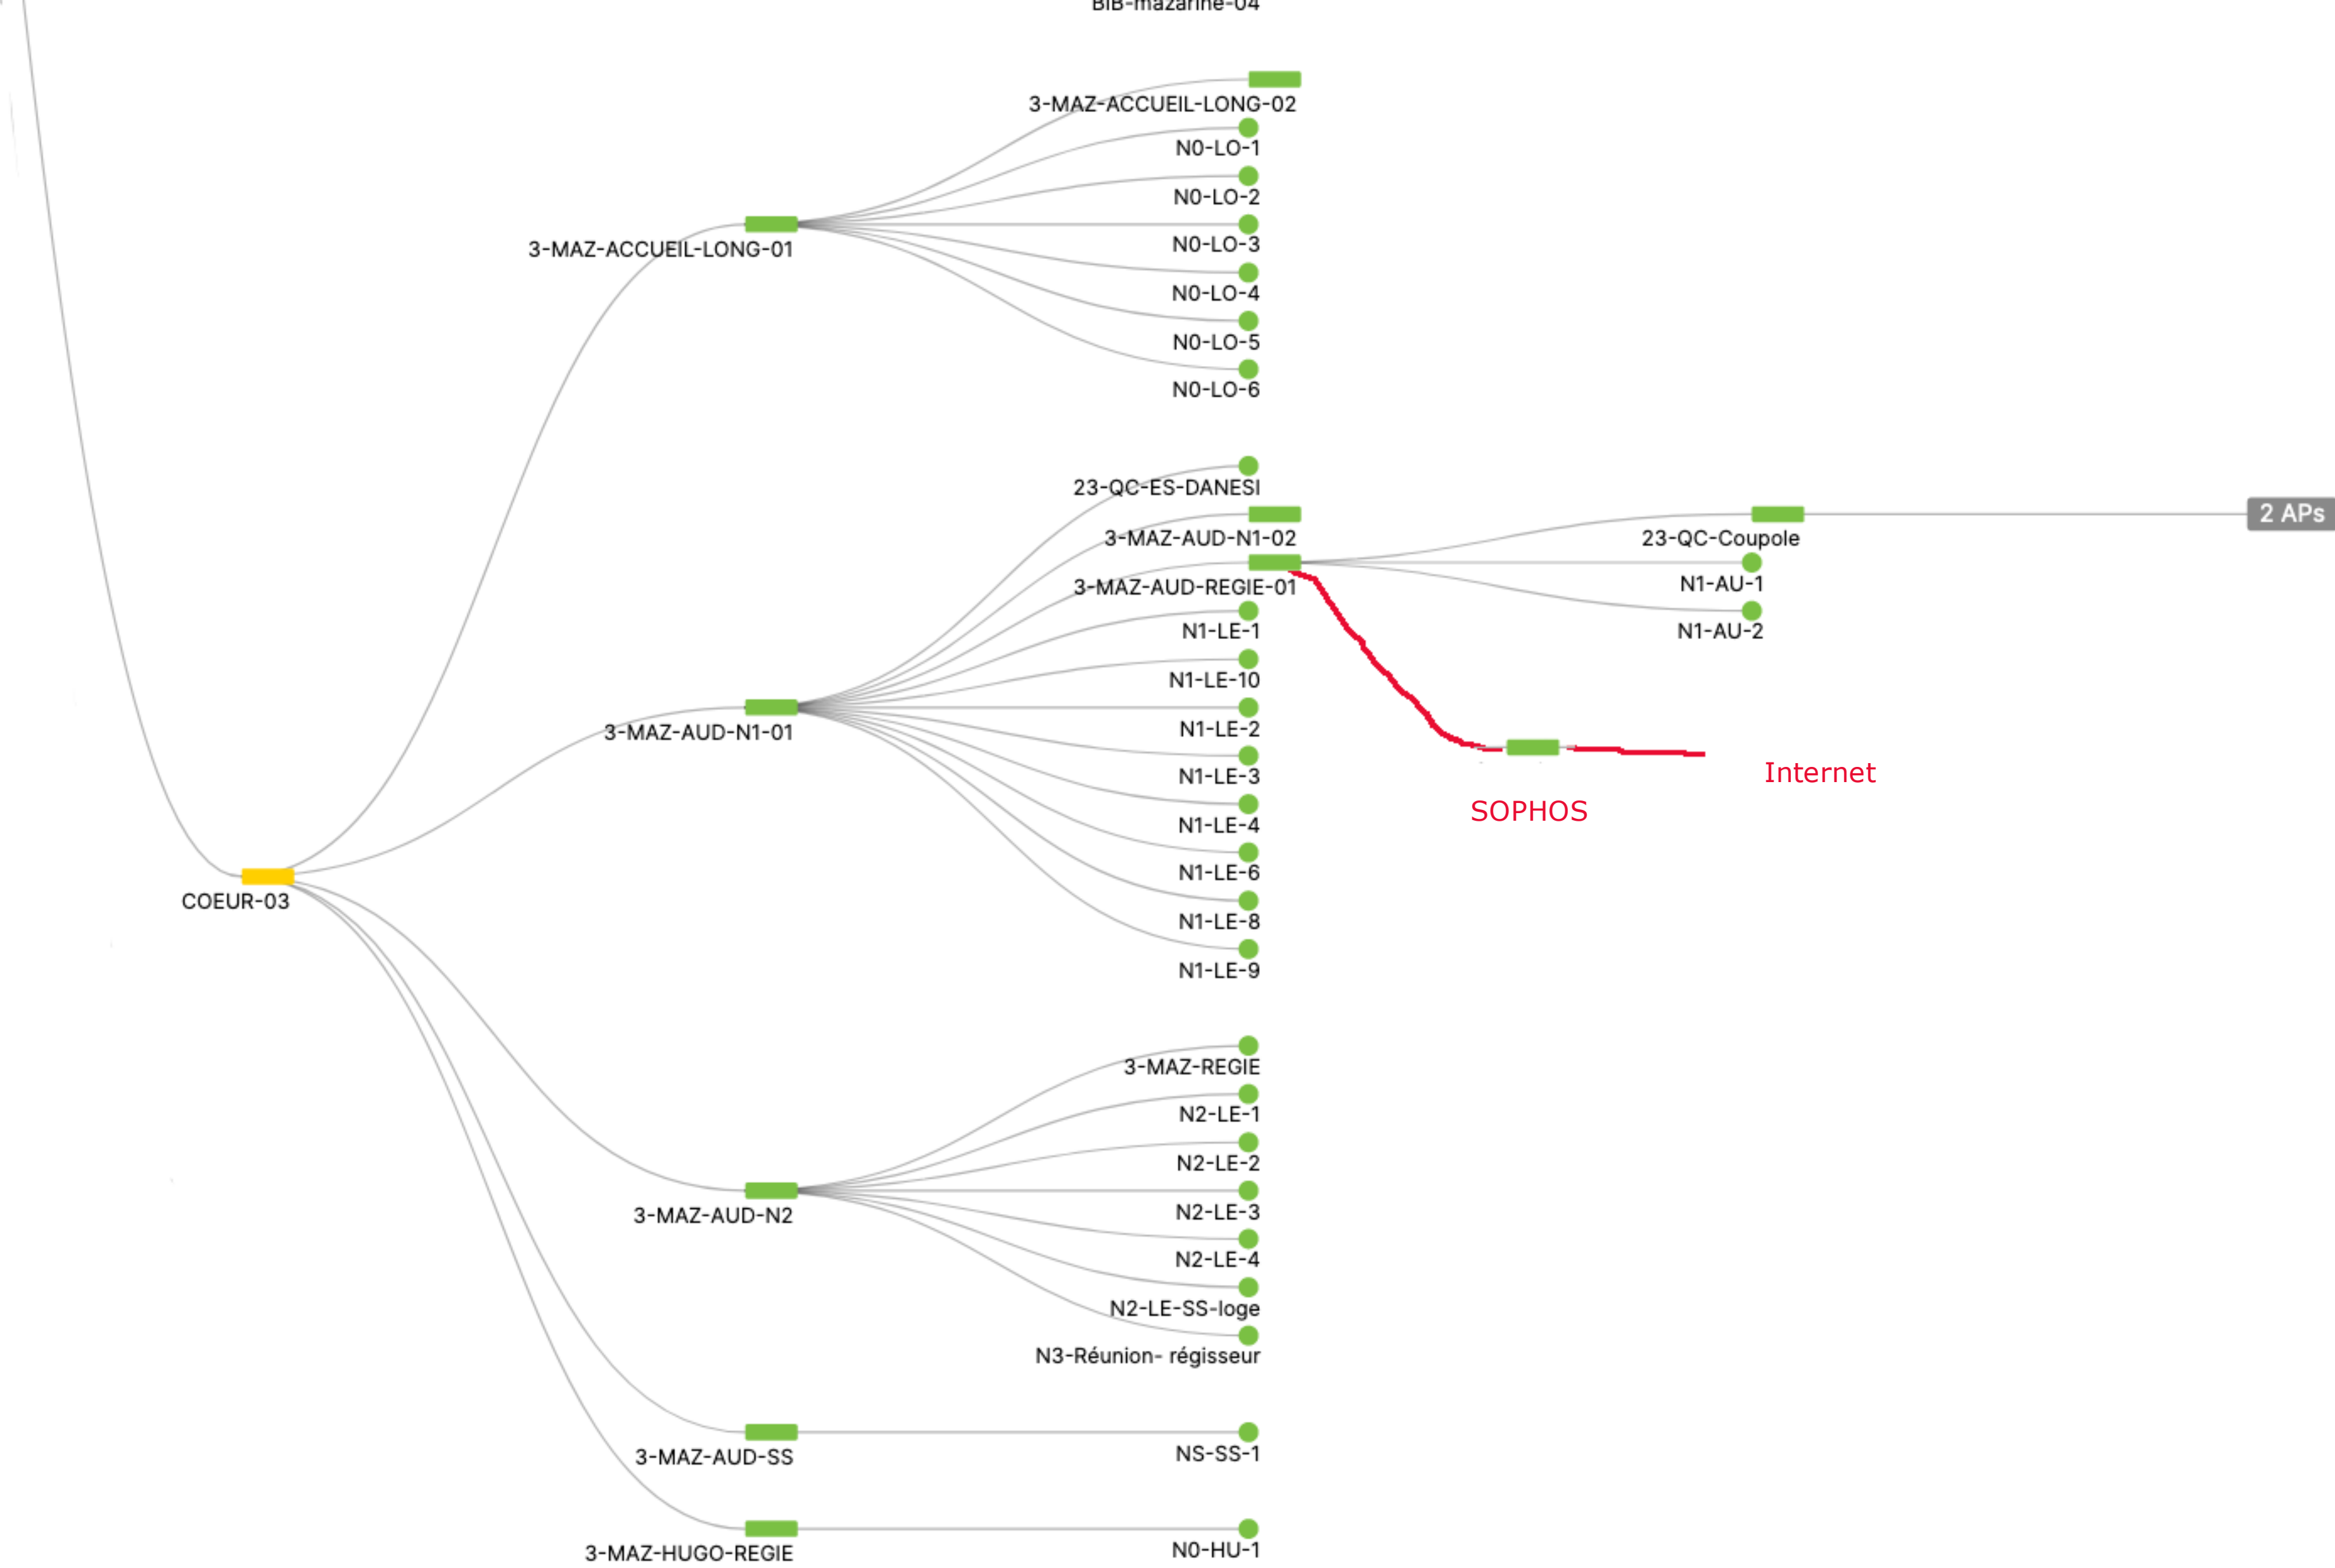 BIB-mazarine-04
3-MAZ-ACCUEIL-LONG-02
N0-LO-1
N0-LO-2
3-MAZ-ACCUEIL-LONG-01
N0-LO-3
N0-LO-4
N0-LO-5
N0-LO-6
23-QC-ES-DANESI
2 APs
3-MAZ-AUD-N1-02
23-QC-Coupole
3-MAZ-AUD-REGIE-01
N1-AU-1
N1-LE-1
N1-AU-2
N1-LE-10
3-MAZ-AUD-N1-01
N1-LE-2
N1-LE-3
Internet
SOPHOS
N1-LE-4
N1-LE-6
COEUR-03
N1-LE-8
N1-LE-9
3-MAZ-REGIE
N2-LE-1
N2-LE-2
3-MAZ-AUD-N2
N2-LE-3
N2-LE-4
N2-LE-SS-loge
N3-Réunion- régisseur
3-MAZ-AUD-SS
NS-SS-1
3-MAZ-HUGO-REGIE
N0-HU-1